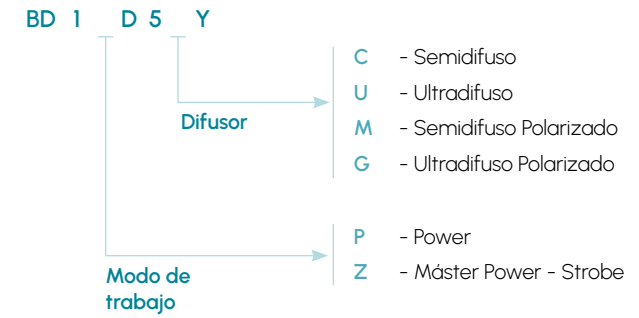 BD 1 D 5 Y
C - Semidifuso
U - Ultradifuso
Difusor
M - Semidifuso Polarizado
G - Ultradifuso Polarizado
P - Power
Z - Máster Power - Strobe
Modo de
trabajo